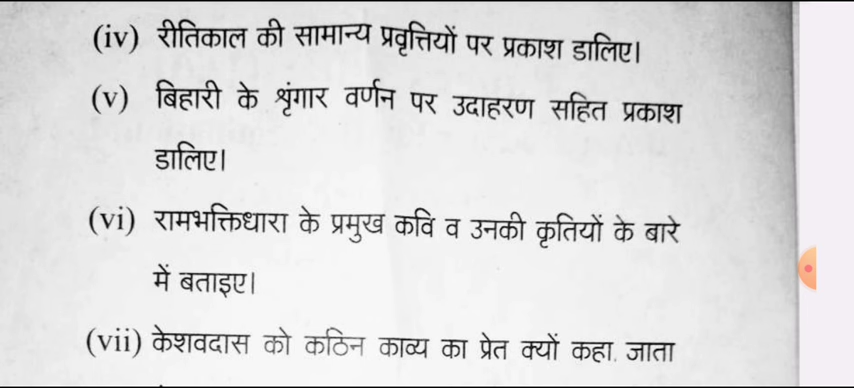 (iv) रीतिकाल की सामान्य प्रवृत्तियों पर प्रकाश डालिए।
(v) बिहारी के श्रृंगार वर्णन पर उदाहरण सहित प्रकाश
डालिए।
(vi) रामभक्तिधारा के प्रमुख कवि व उनकी कृतियों के बारे
में बताइए।
(vii) केशवदास को कठिन काव्य का प्रेत क्यों कहा जाता